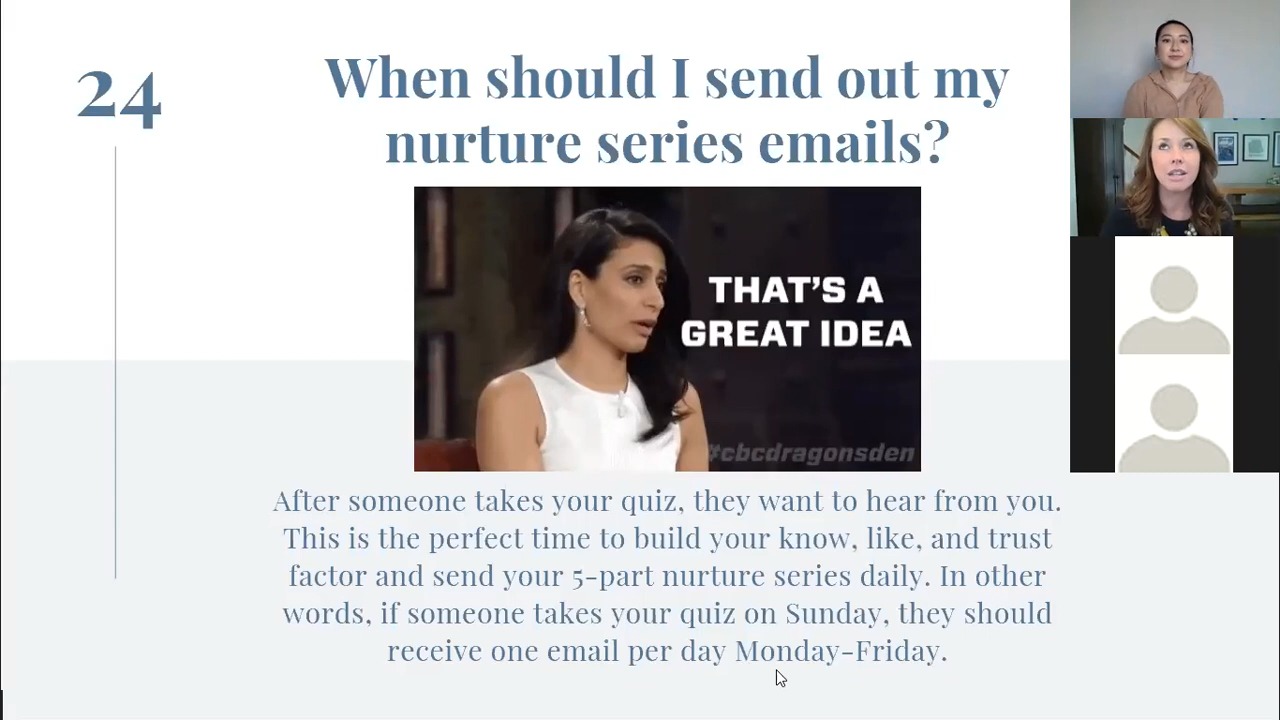 24
When should I send out my
nurture series emails?
THAT'S A
GREAT IDEA
#cbcdragonsden
After someone takes your quiz, they want to hear from you.
This is the perfect time to build your know, like, and trust
factor and send your 5-part nurture series daily. In other
words, if someone takes your quiz on Sunday, they should
receive one email per day Monday-Friday.